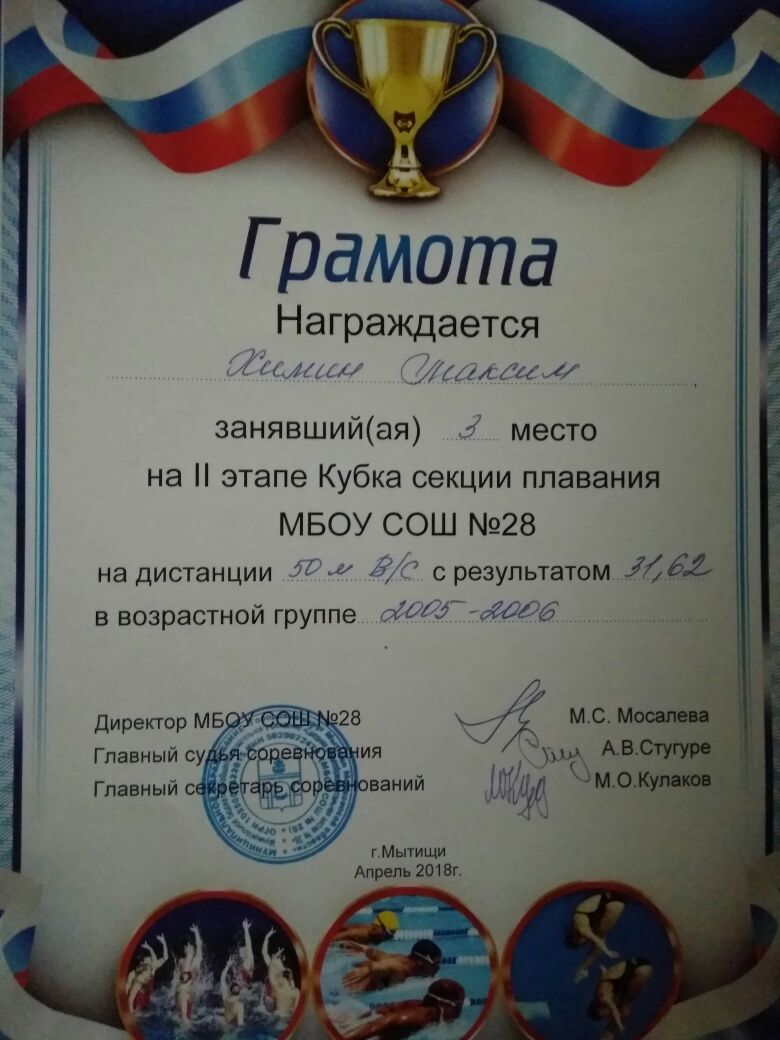 Грамота
Награждается
Химин Максим
занявший(ая) 3 место
на II этапе Кубка секции плавания
МБОУ СОШ №28
на дистанции 50 м В/С с результатом 31,62
в возрастной группе 2005-2006
Директор МБОУ СОШ №28 М.С. Мосалева
Главный судья соревнования А.В.Стугуре
Главный секретарь соревнований М.О.Кулаков
г.Мытищи
Апрель 2018г.